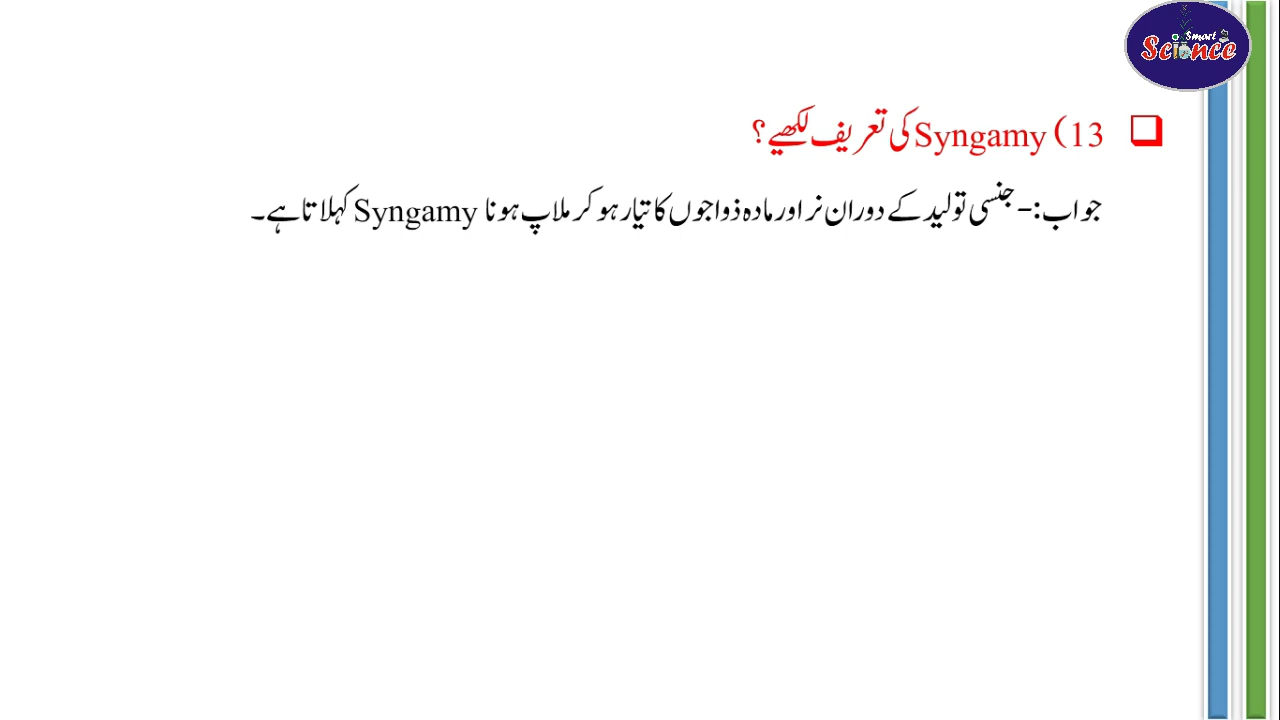 Smart
Science
13) Syngamy کی تعریف لکھیے؟
جواب:- جنسی تولید کے دوران نر اور مادہ ذواجوں کا تیار ہو کر ملاپ ہونا Syngamy کہلاتا ہے۔